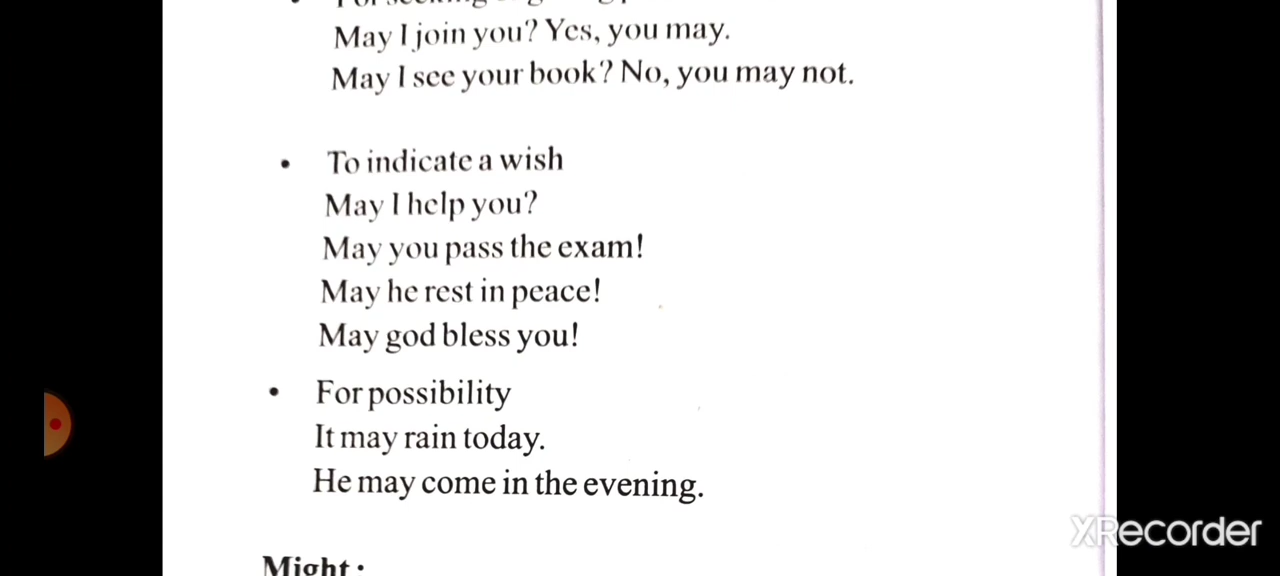 May I join you? Yes, you may.
May I see your book? No, you may not.
• To indicate a wish
May I help you?
May you pass the exam!
May he rest in peace!
May god bless you!
• For possibility
It may rain today.
He may come in the evening.
Might :
XRecorder